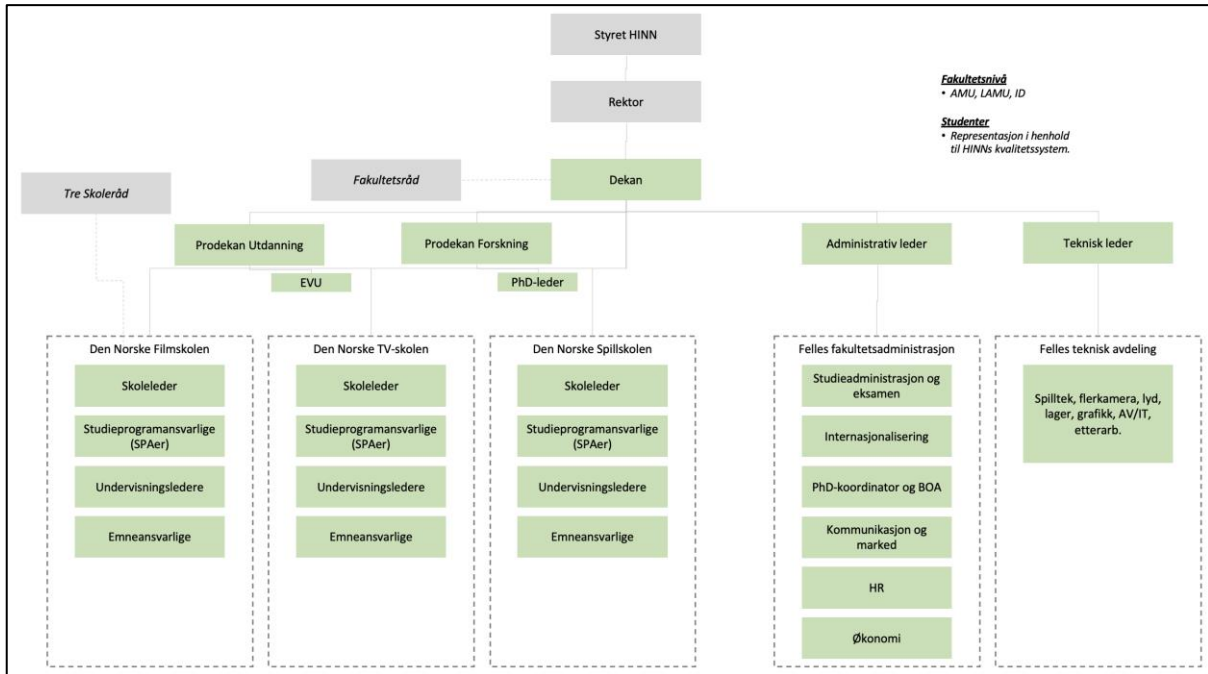 Styret HINN
Rektor
Fakultetsnivå
• AMU, LAMU, ID
Studenter
• Representasjon i henhold
til HINNs kvalitetssystem.
Tre Skoleråd
Fakultetsråd
Dekan
Prodekan Utdanning
Prodekan Forskning
Administrativ leder
Teknisk leder
EVU
PhD-leder
Den Norske Filmskolen
Skoleleder
Studieprogramansvarlige
(SPAer)
Undervisningsledere
Emneansvarlige
Den Norske TV-skolen
Skoleleder
Studieprogramansvarlige
(SPAer)
Undervisningsledere
Emneansvarlige
Den Norske Spillskolen
Skoleleder
Studieprogramansvarlige
(SPAer)
Undervisningsledere
Emneansvarlige
Felles fakultetsadministrasjon
Studieadministrasjon og
eksamen
Internasjonalisering
PhD-koordinator og BOA
Kommunikasjon og
marked
HR
Økonomi
Felles teknisk avdeling
Spilltek, flerkamera, lyd,
lager, grafikk, AV/IT,
etterarb.